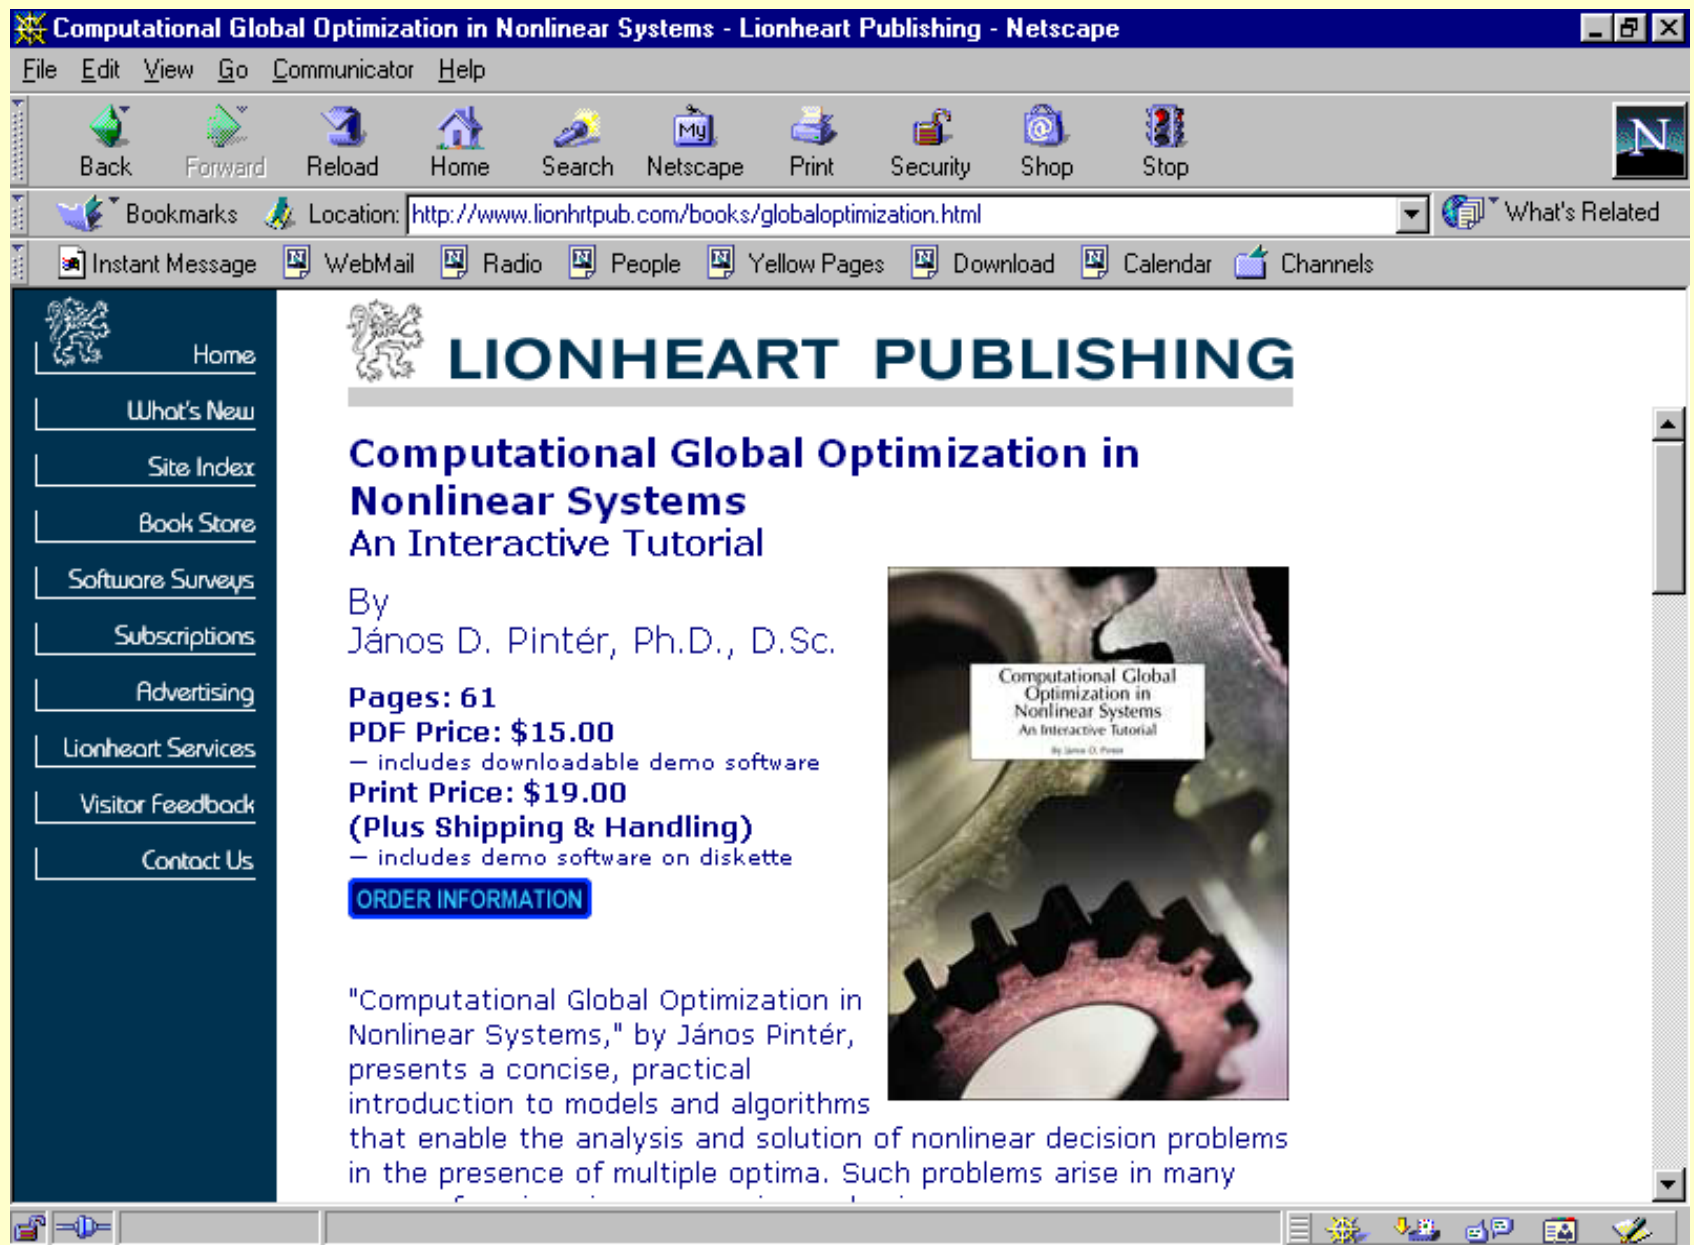 Computational Global Optimization in Nonlinear Systems - Lionheart Publishing - Netscape
File Edit View Go Communicator Help
Back Forward Reload Home Search Netscape Print Security Shop Stop
My
N
Bookmarks Location: http://www.lionhrtpub.com/books/globaloptimization.html What's Related
Instant Message WebMail Radio People Yellow Pages Download Calendar Channels
Home
What's New
Site Index
Book Store
Software Surveys
Subscriptions
Advertising
Lionheart Services
Visitor Feedback
Contact Us
LIONHEART PUBLISHING
Computational Global Optimization in
Nonlinear Systems
An Interactive Tutorial
By
János D. Pintér, Ph.D., D.Sc.
Pages: 61
PDF Price: $15.00
— includes downloadable demo software
Print Price: $19.00
(Plus Shipping & Handling)
— includes demo software on diskette
ORDER INFORMATION
Computational Global
Optimization in
Nonlinear Systems
An Interactive Tutorial
By János D. Pintér
"Computational Global Optimization in
Nonlinear Systems," by János Pintér,
presents a concise, practical
introduction to models and algorithms
that enable the analysis and solution of nonlinear decision problems
in the presence of multiple optima. Such problems arise in many